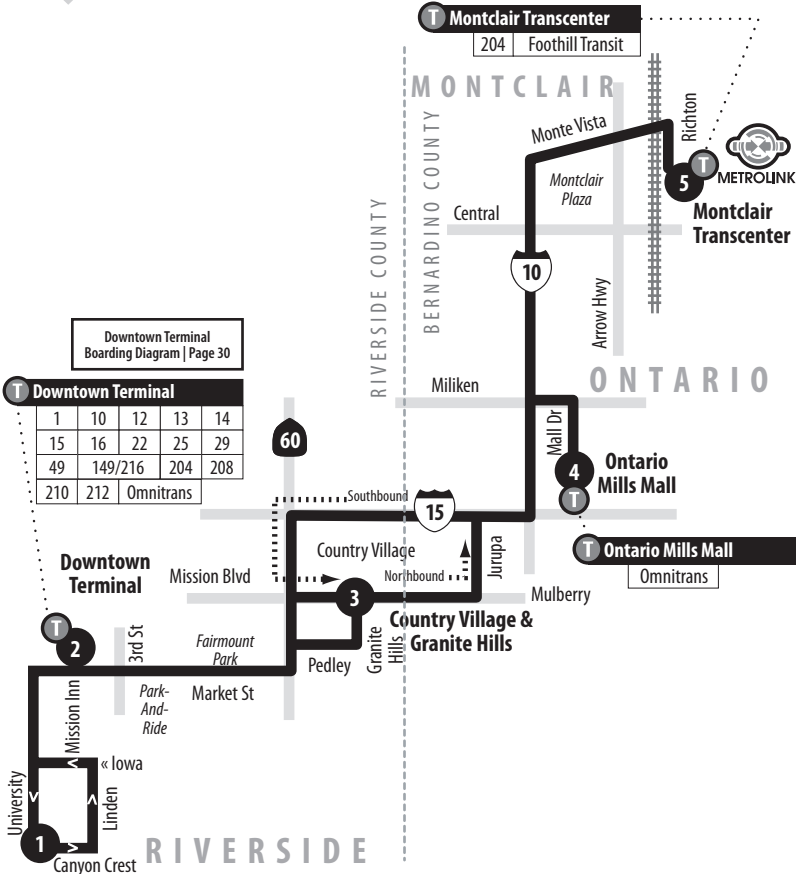 T Montclair Transcenter
204 Foothill Transit
MONTCLAIR
Richton
Monte Vista
T
METROLINK
5
Montclair
Plaza
Montclair
Transcenter
Central
RIVERSIDE COUNTY
BERNARDINO COUNTY
10
Arrow Hwy
Downtown Terminal
Boarding Diagram | Page 30
ONTARIO
Miliken
T Downtown Terminal
1 10 12 13 14
15 16 22 25 29
49 149/216 204 208
210 212 Omnitrans
60
Mall Dr
4
Ontario
Mills Mall
T
Southbound
15
T Ontario Mills Mall
Omnitrans
Country Village
Northbound
Jurupa
Downtown
Terminal
Mission Blvd
3
Mulberry
Country Village &
Granite Hills
T
2
3rd St
Fairmount
Park
Pedley
Granite
Hills
Mission Inn
Park-
And-
Ride
Market St
« Iowa
University
Linden
1
Canyon Crest
RIVERSIDE